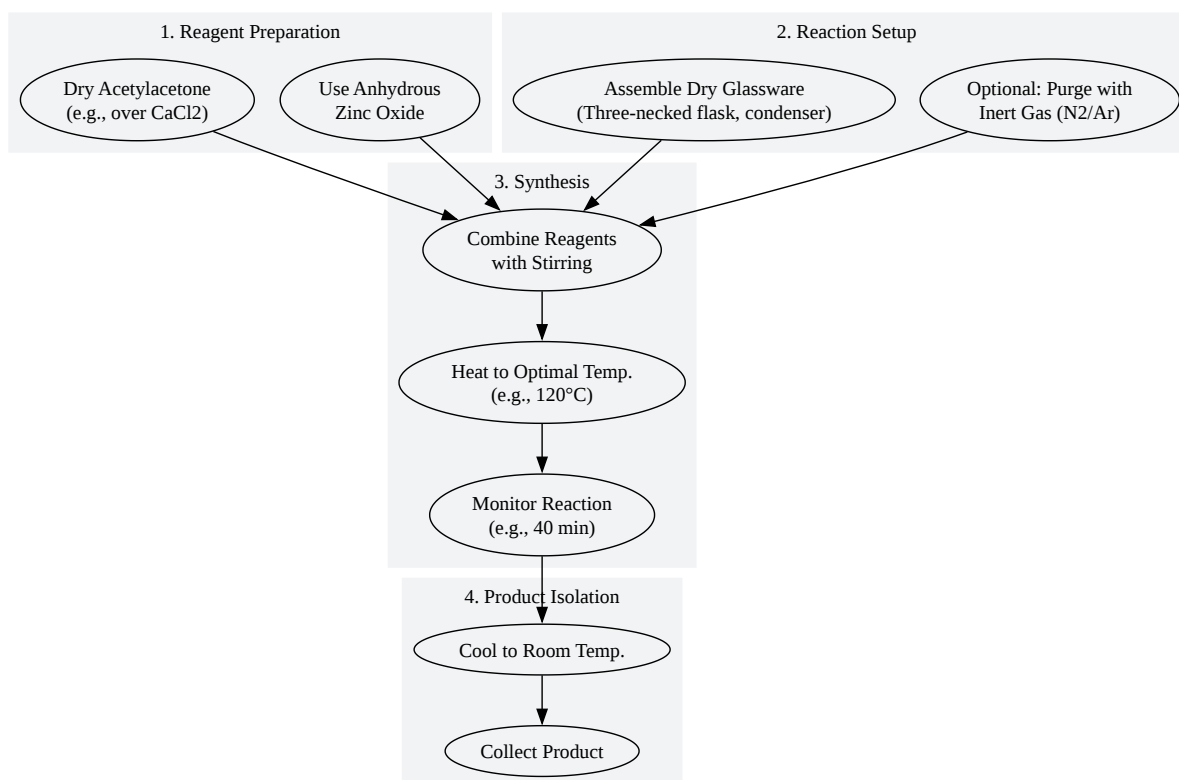 1. Reagent Preparation
Dry Acetylacetone
(e.g., over CaCl2)
Use Anhydrous
Zinc Oxide
2. Reaction Setup
Assemble Dry Glassware
(Three-necked flask, condenser)
Optional: Purge with
Inert Gas (N2/Ar)
3. Synthesis
Combine Reagents
with Stirring
Heat to Optimal Temp.
(e.g., 120°C)
Monitor Reaction
(e.g., 40 min)
4. Product Isolation
Cool to Room Temp.
Collect Product